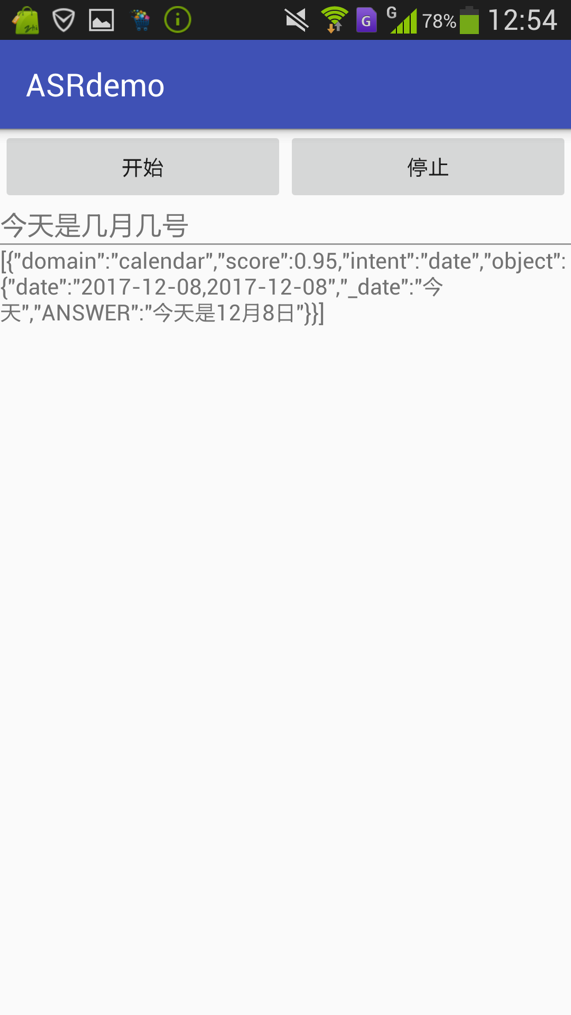 G
G
78%
12:54
ASRdemo
开始
停止
今天是几月几号
[{"domain":"calendar","score":0.95,"intent":"date","object":
{"date":"2017-12-08,2017-12-08","_date":"今
天","ANSWER":"今天是12月8日"}}]